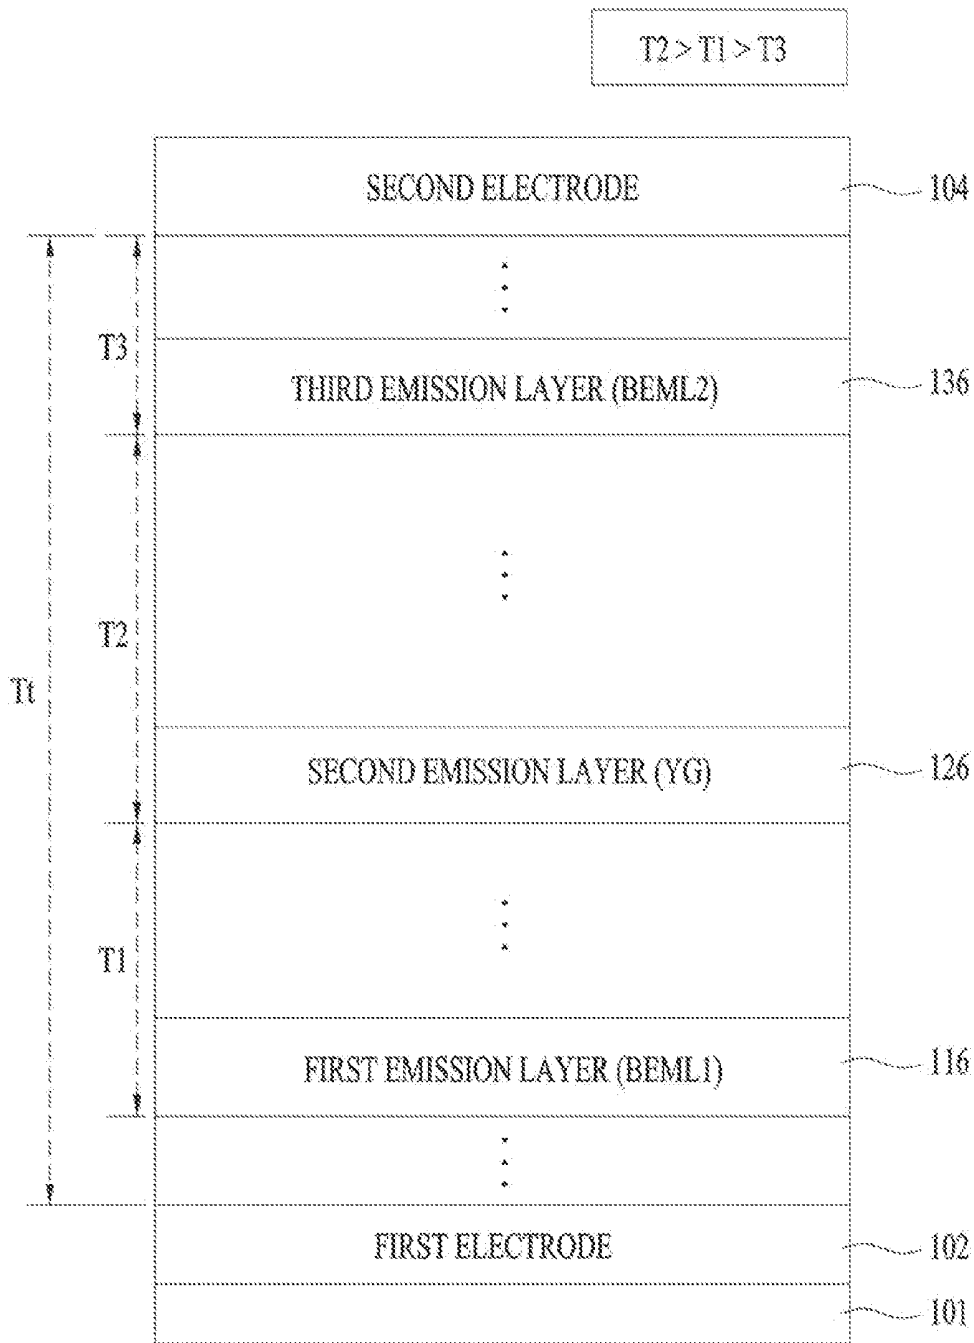 T2 > T1 > T3
SECOND ELECTRODE
104
T3
THIRD EMISSION LAYER (BEML2)
136
T2
Tt
SECOND EMISSION LAYER (YG)
126
T1
FIRST EMISSION LAYER (BEML1)
116
FIRST ELECTRODE
102
101